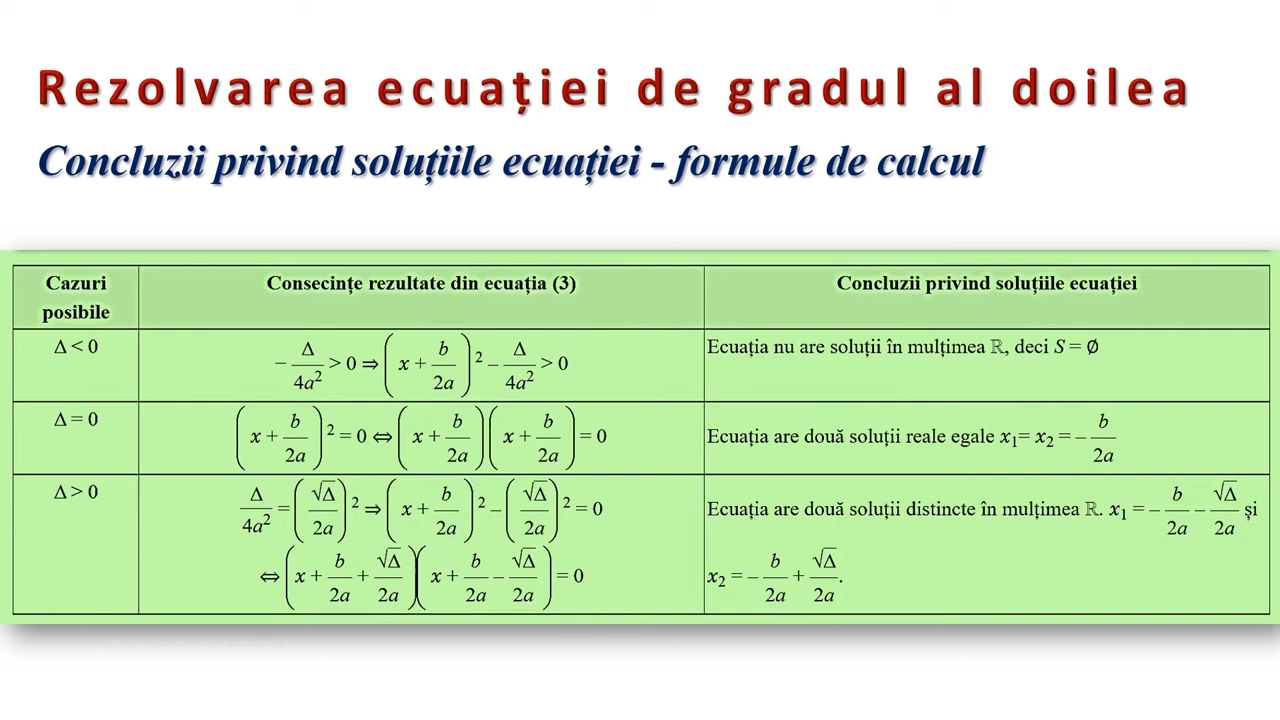 Rezolvarea ecuației de gradul al doilea
Concluzii privind soluțiile ecuației - formule de calcul
Cazuri posibile | Consecințe rezultate din ecuația (3) | Concluzii privind soluțiile ecuației
Δ < 0 | −Δ/4a² > 0 ⇒ (x + b/2a)² − Δ/4a² > 0 | Ecuația nu are soluții în mulțimea ℝ, deci S = ∅
Δ = 0 | (x + b/2a)² = 0 ⇔ (x + b/2a)(x + b/2a) = 0 | Ecuația are două soluții reale egale x₁= x₂ = − b/2a
Δ > 0 | Δ/4a² = (√Δ/2a)² ⇒ (x + b/2a)² − (√Δ/2a)² = 0 | Ecuația are două soluții distincte în mulțimea ℝ. x₁ = − b/2a − √Δ/2a și
⇔ (x + b/2a + √Δ/2a)(x + b/2a − √Δ/2a) = 0 | x₂ = − b/2a + √Δ/2a.